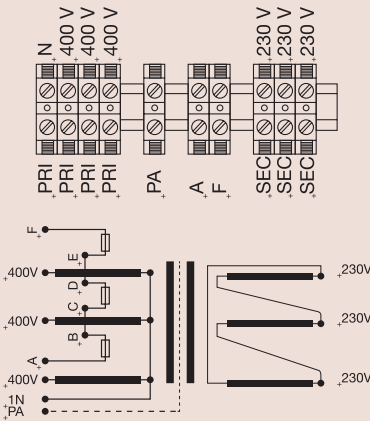 N 400 V 400 V 400 V 230 V 230 V 230 V
PRI PRI PRI PRI PA A F SEC SEC SEC
F
E
400V 230V
D
C
400V 230V
B
A
400V 230V
1N
PA